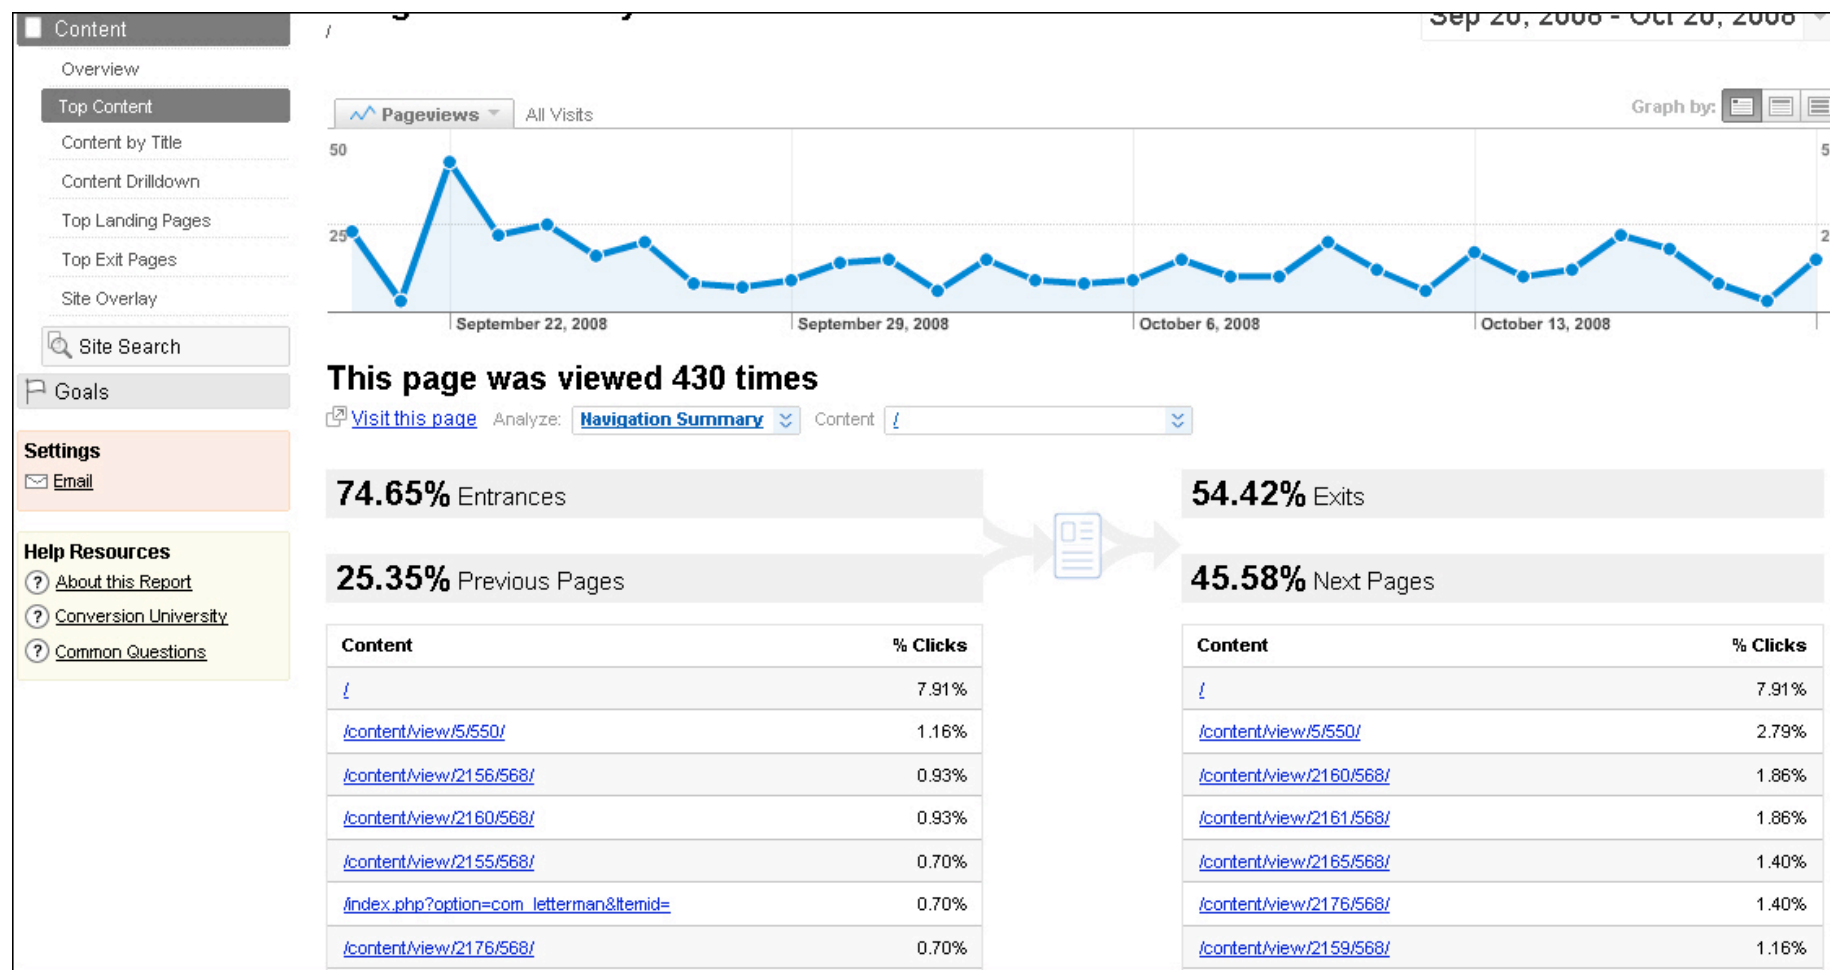 Content
Overview
Top Content
Content by Title
Content Drilldown
Top Landing Pages
Top Exit Pages
Site Overlay
Site Search
Goals
Settings
Email
Help Resources
About this Report
Conversion University
Common Questions
/
Sep 20, 2008 - Oct 20, 2008
Pageviews All Visits
Graph by:
50
5
25
2
September 22, 2008 September 29, 2008 October 6, 2008 October 13, 2008
This page was viewed 430 times
Visit this page Analyze: Navigation Summary Content /
74.65% Entrances
25.35% Previous Pages
Content % Clicks
/ 7.91%
/content/view/5/550/ 1.16%
/content/view/2156/568/ 0.93%
/content/view/2160/568/ 0.93%
/content/view/2155/568/ 0.70%
/index.php?option=com_letterman&Itemid= 0.70%
/content/view/2176/568/ 0.70%
54.42% Exits
45.58% Next Pages
Content % Clicks
/ 7.91%
/content/view/5/550/ 2.79%
/content/view/2160/568/ 1.86%
/content/view/2161/568/ 1.86%
/content/view/2165/568/ 1.40%
/content/view/2176/568/ 1.40%
/content/view/2159/568/ 1.16%